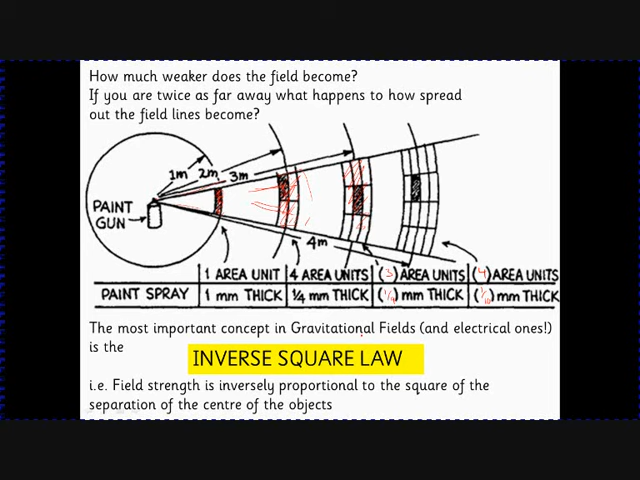 How much weaker does the field become?
If you are twice as far away what happens to how spread
out the field lines become?
1m 2m 3m
PAINT
GUN
4m
1 AREA UNIT 4 AREA UNITS (3) AREA UNITS (4) AREA UNITS
PAINT SPRAY 1 mm THICK ¼ mm THICK ( ) mm THICK ( ) mm THICK
The most important concept in Gravitational Fields (and electrical ones!)
is the
INVERSE SQUARE LAW
i.e. Field strength is inversely proportional to the square of the
separation of the centre of the objects